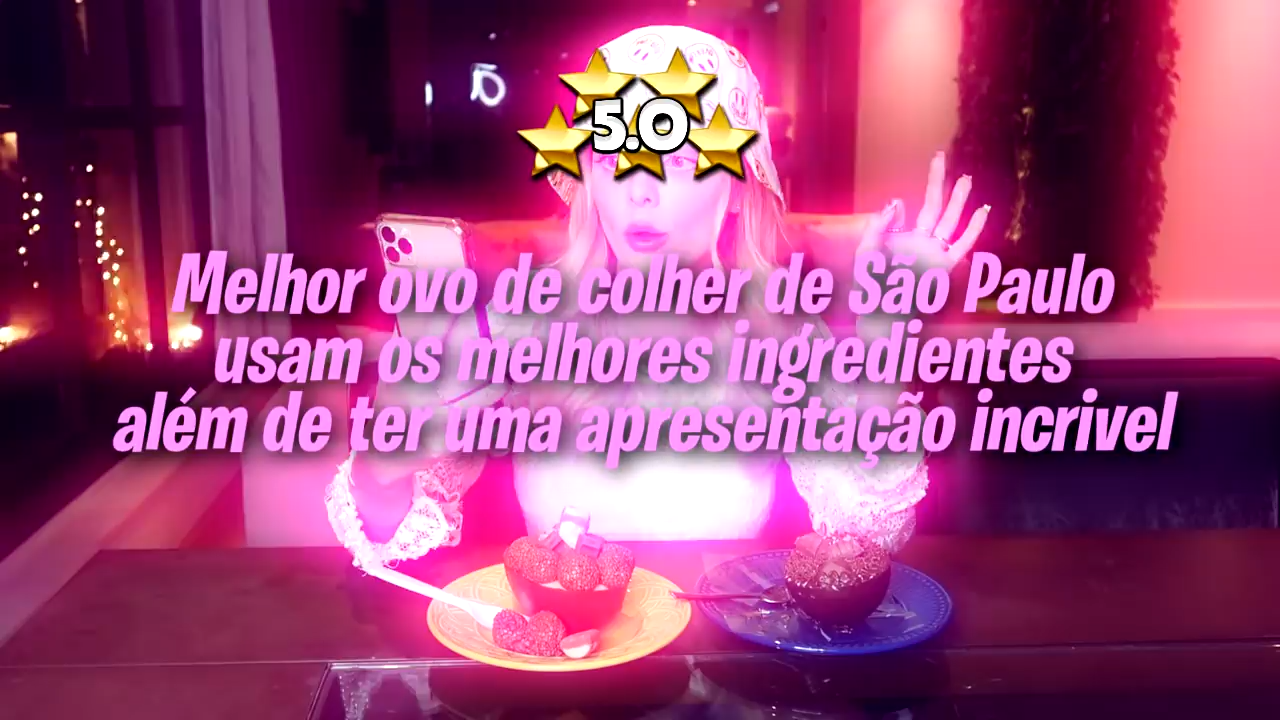 5.0
Melhor ovo de colher de São Paulo
usam os melhores ingredientes
além de ter uma apresentação incrivel